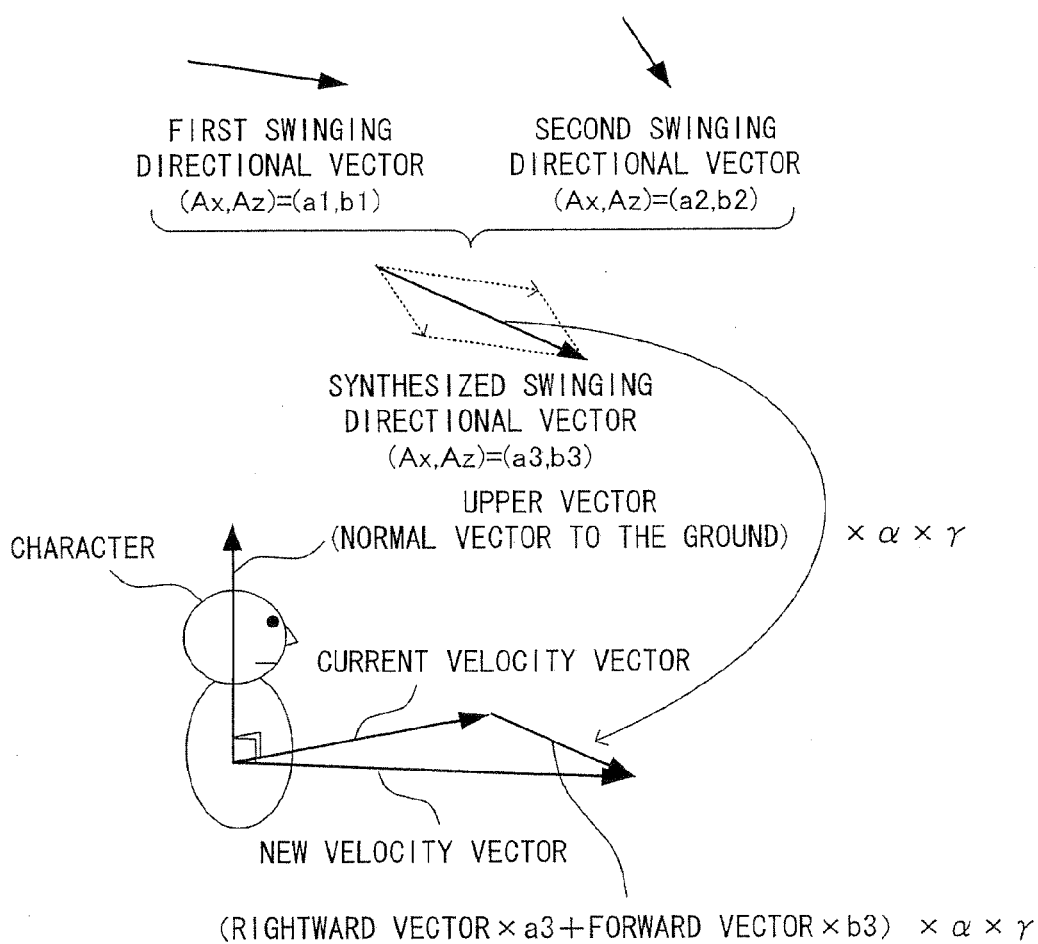 FIRST SWINGING
DIRECTIONAL VECTOR
(Ax,Az)=(a1,b1)
SECOND SWINGING
DIRECTIONAL VECTOR
(Ax,Az)=(a2,b2)
SYNTHESIZED SWINGING
DIRECTIONAL VECTOR
(Ax,Az)=(a3,b3)
UPPER VECTOR
(NORMAL VECTOR TO THE GROUND)
× α × γ
CHARACTER
CURRENT VELOCITY VECTOR
NEW VELOCITY VECTOR
(RIGHTWARD VECTOR×a3+FORWARD VECTOR×b3) × α × γ